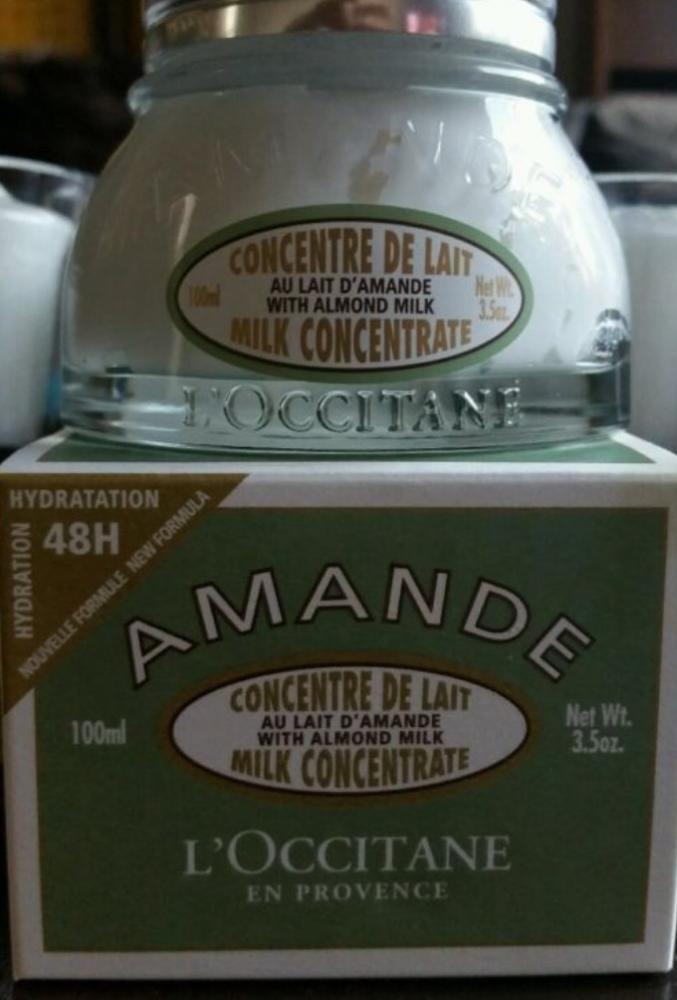 AMANDE
CONCENTRE DE LAIT
100ml
AU LAIT D'AMANDE
WITH ALMOND MILK
Net Wt.
3.5oz.
MILK CONCENTRATE
L'OCCITANE
HYDRATATION
HYDRATION
48H
NOUVELLE FORMULE NEW FORMULA
AMANDE
CONCENTRE DE LAIT
AU LAIT D'AMANDE
WITH ALMOND MILK
MILK CONCENTRATE
100ml
Net Wt.
3.5oz.
L'OCCITANE
EN PROVENCE